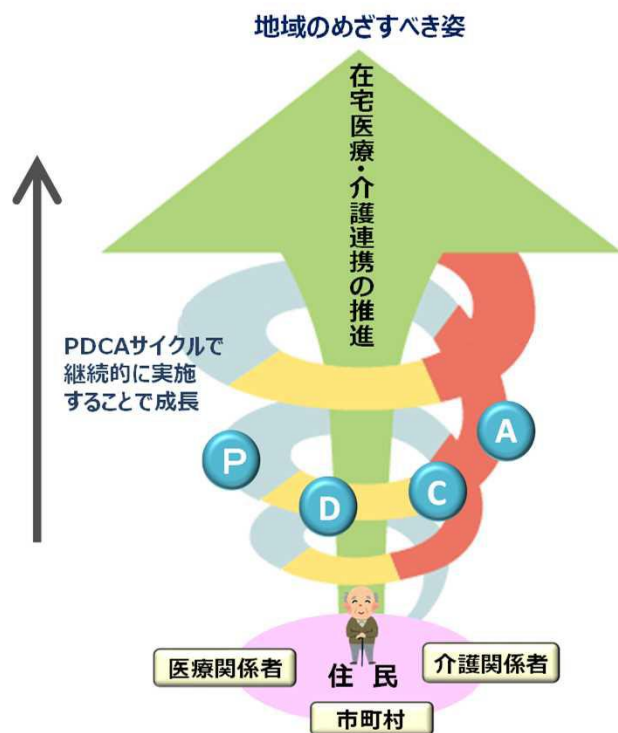 地域のめざすべき姿
在宅医療・介護連携の推進
PDCAサイクルで
継続的に実施
することで成長
P
D
C
A
医療関係者
住 民
介護関係者
市町村